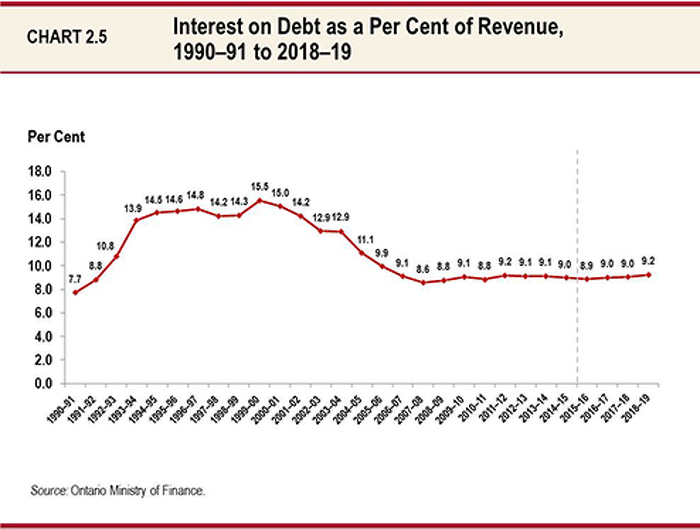 CHART 2.5
Interest on Debt as a Per Cent of Revenue,
1990–91 to 2018–19
Per Cent
18.0
16.0
14.0
12.0
10.0
8.0
6.0
4.0
2.0
0.0
7.7 8.8 10.8 13.9 14.5 14.6 14.8 14.2 14.3 15.5 15.0 14.2 12.9 12.9 11.1 9.9 9.1 8.6 8.8 9.1 8.8 9.2 9.1 9.1 9.0 8.9 9.0 9.0 9.2
1990–91 1991–92 1992–93 1993–94 1994–95 1995–96 1996–97 1997–98 1998–99 1999–00 2000–01 2001–02 2002–03 2003–04 2004–05 2005–06 2006–07 2007–08 2008–09 2009–10 2010–11 2011–12 2012–13 2013–14 2014–15 2015–16 2016–17 2017–18 2018–19
Source: Ontario Ministry of Finance.